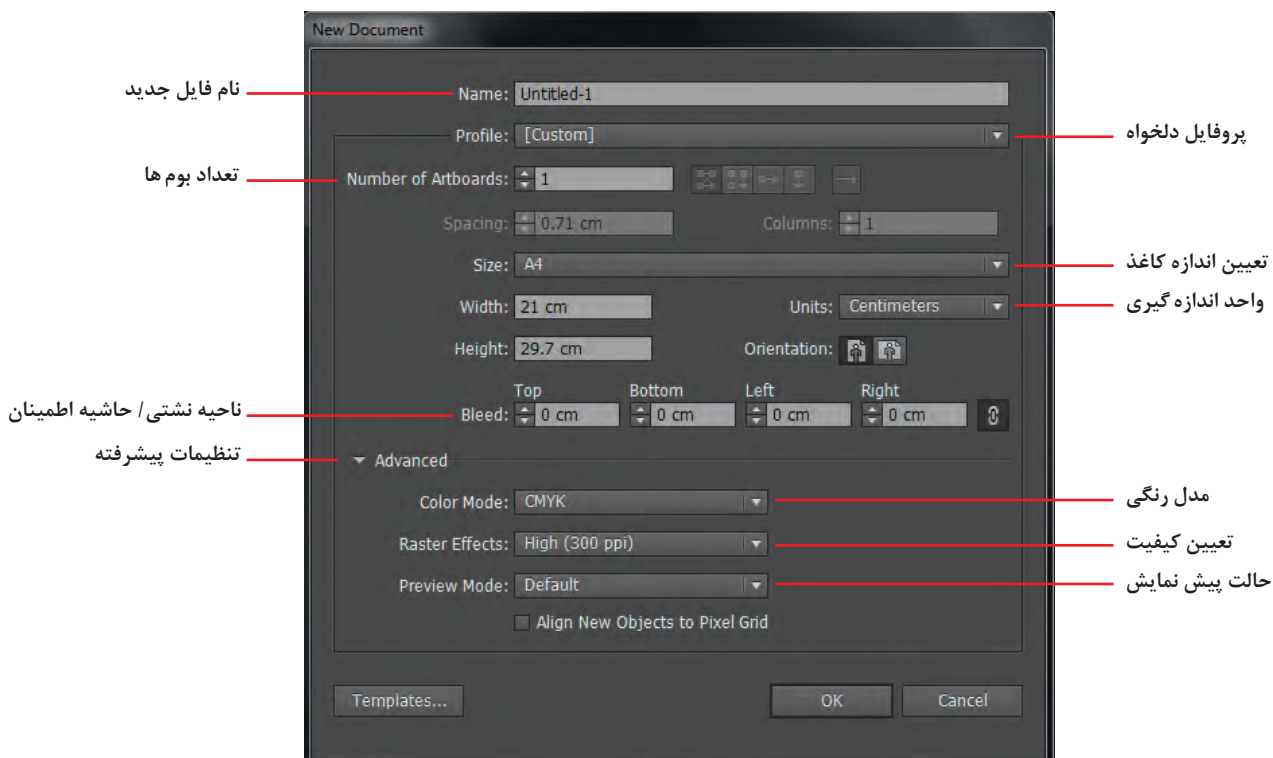 New Document
نام فایل جدید
Name: Untitled-1
Profile: [Custom]
پروفایل دلخواه
تعداد بوم ها
Number of Artboards: 1
Spacing: 0.71 cm Columns: 1
Size: A4
تعیین اندازه کاغذ
Width: 21 cm Units: Centimeters
واحد اندازه گیری
Height: 29.7 cm Orientation:
Top Bottom Left Right
ناحیه نشتی/ حاشیه اطمینان
Bleed: 0 cm 0 cm 0 cm 0 cm
تنظیمات پیشرفته
Advanced
Color Mode: CMYK
مدل رنگی
Raster Effects: High (300 ppi)
تعیین کیفیت
Preview Mode: Default
حالت پیش نمایش
Align New Objects to Pixel Grid
Templates... OK Cancel